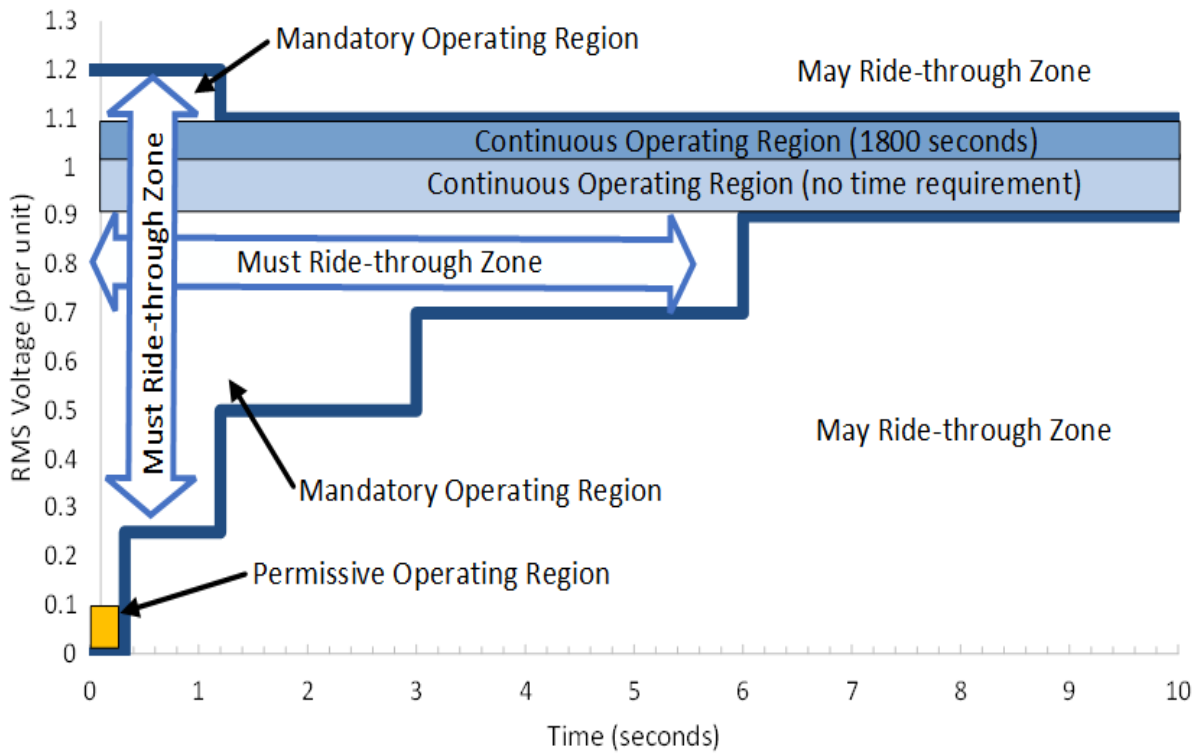 1.3
Mandatory Operating Region
1.2
May Ride-through Zone
1.1
Continuous Operating Region (1800 seconds)
1
Continuous Operating Region (no time requirement)
0.9
Must Ride-through Zone
0.8
0.7
Must Ride-through Zone
RMS Voltage (per unit)
0.6
0.5
May Ride-through Zone
0.4
Mandatory Operating Region
0.3
0.2
Permissive Operating Region
0.1
0
0 1 2 3 4 5 6 7 8 9 10
Time (seconds)